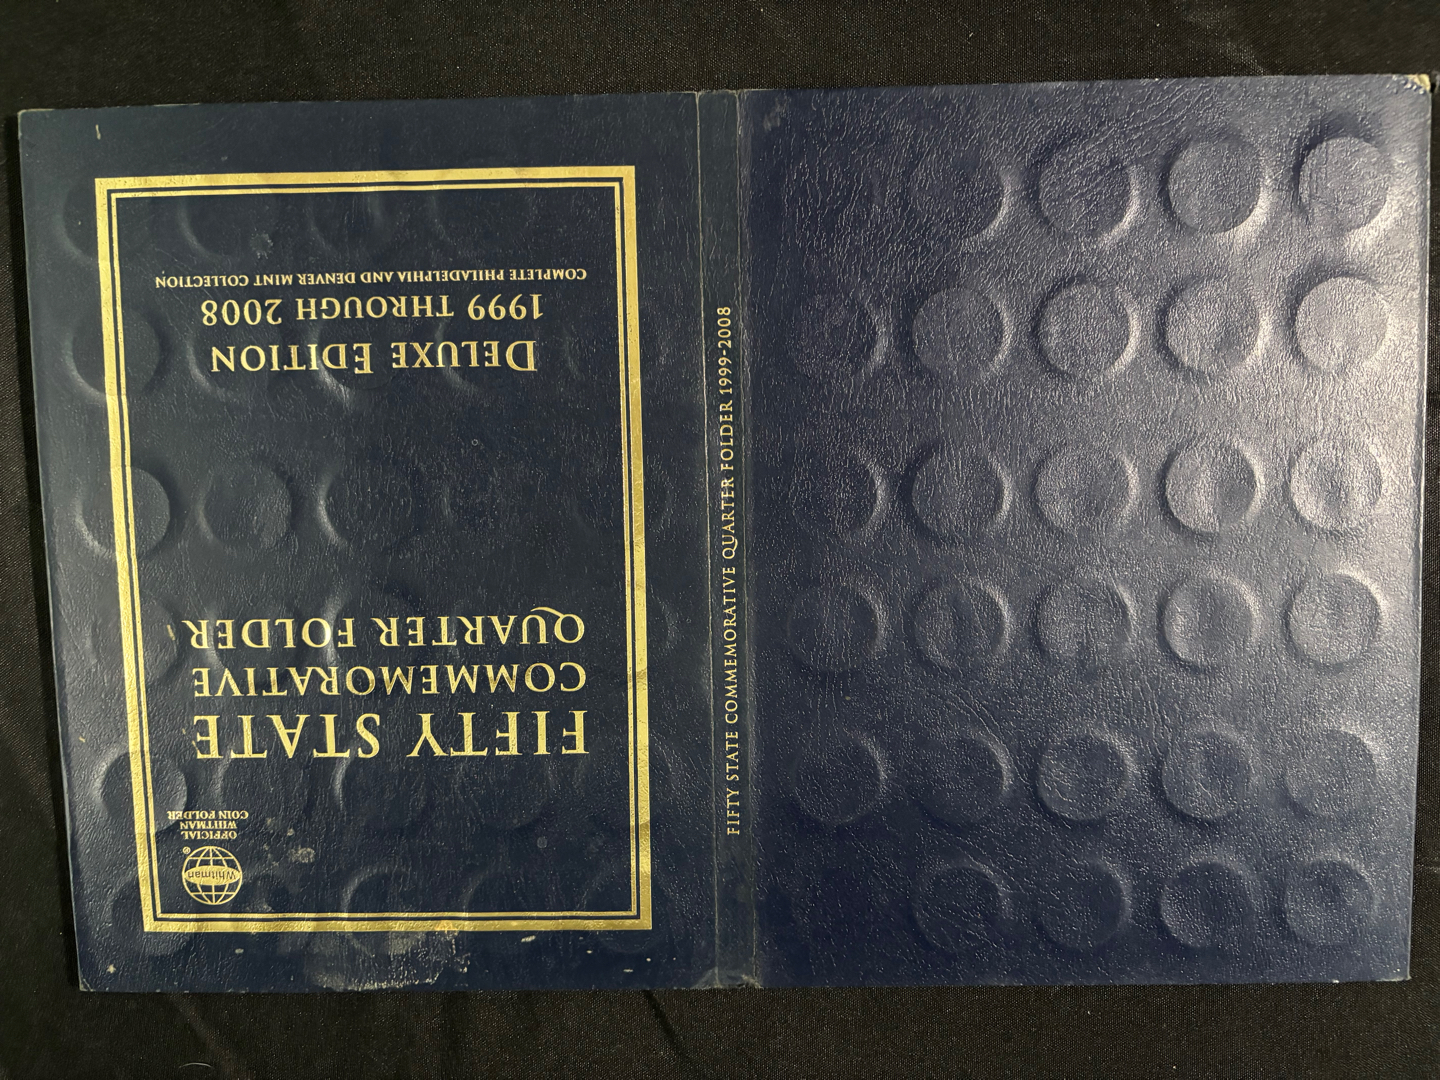 FIFTY STATE
COMMEMORATIVE
QUARTER FOLDER
DELUXE EDITION
1999 THROUGH 2008
COMPLETE PHILADELPHIA AND DENVER MINT COLLECTION
Whitman
®
OFFICIAL
WHITMAN
COIN FOLDER
FIFTY STATE COMMEMORATIVE QUARTER FOLDER 1999-2008